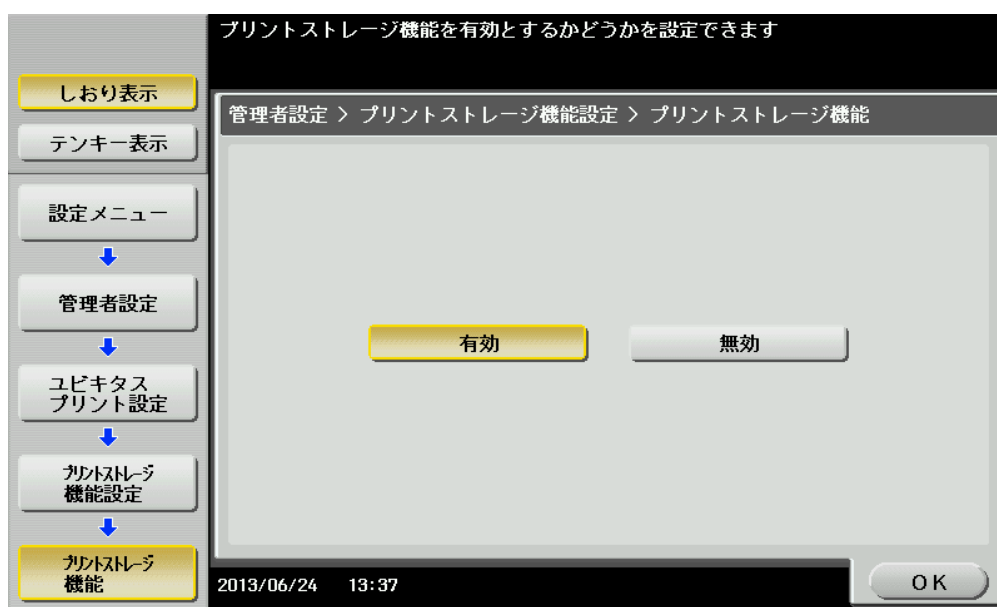 プリントストレージ機能を有効とするかどうかを設定できます
しおり表示
テンキー表示
管理者設定 > プリントストレージ機能設定 > プリントストレージ機能
設定メニュー
管理者設定
ユビキタス
プリント設定
プリントストレージ
機能設定
プリントストレージ
機能
有効
無効
2013/06/24 13:37
OK